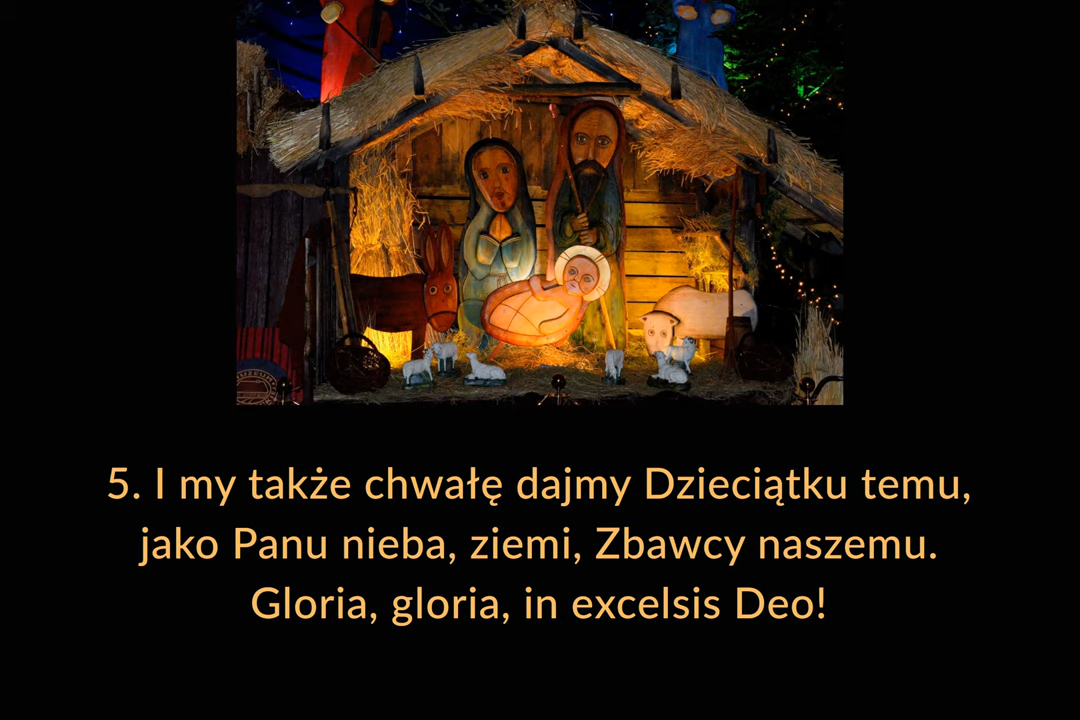 5. I my także chwałę dajmy Dzieciątku temu,
jako Panu nieba, ziemi, Zbawcy naszemu.
Gloria, gloria, in excelsis Deo!